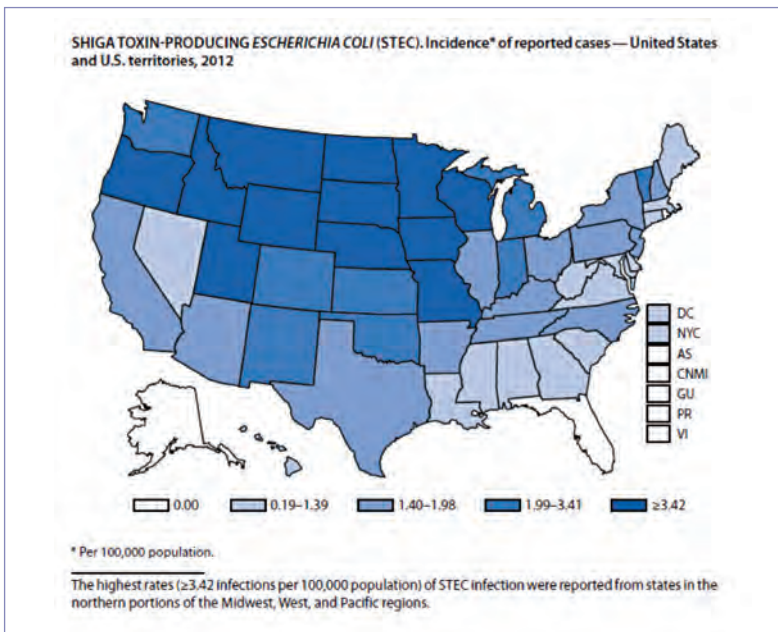 SHIGA TOXIN-PRODUCING ESCHERICHIA COLI (STEC). Incidence* of reported cases — United States
and U.S. territories, 2012
DC
NYC
AS
CNMI
GU
PR
VI
0.00
0.19–1.39
1.40–1.98
1.99–3.41
≥3.42
* Per 100,000 population.
The highest rates (≥3.42 infections per 100,000 population) of STEC infection were reported from states in the
northern portions of the Midwest, West, and Pacific regions.